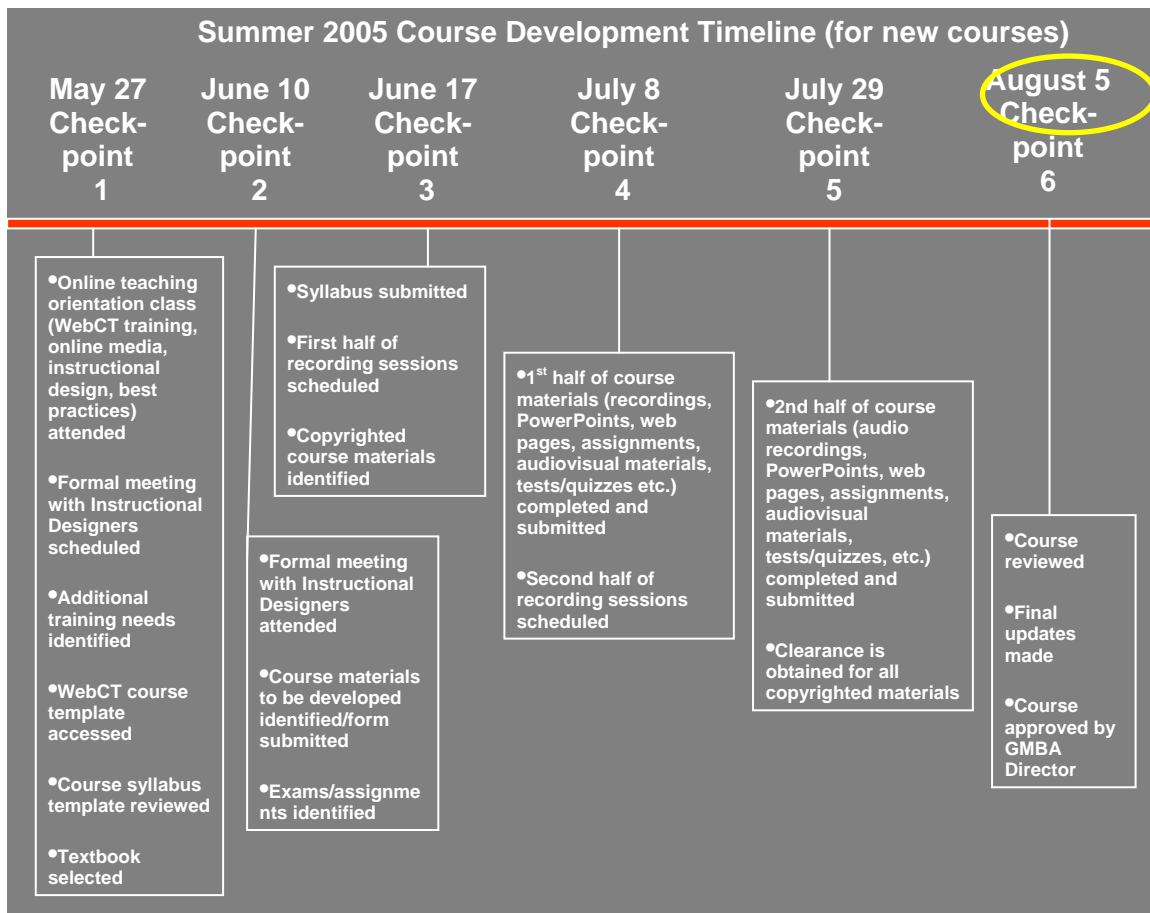 Summer 2005 Course Development Timeline (for new courses)
May 27
Check-
point
1
June 10
Check-
point
2
June 17
Check-
point
3
July 8
Check-
point
4
July 29
Check-
point
5
August 5
Check-
point
6
•Online teaching
orientation class
(WebCT training,
online media,
instructional
design, best
practices)
attended
•Formal meeting
with Instructional
Designers
scheduled
•Additional
training needs
identified
•WebCT course
template
accessed
•Course syllabus
template reviewed
•Textbook
selected
•Formal meeting
with Instructional
Designers
attended
•Course materials
to be developed
identified/form
submitted
•Exams/assignme
nts identified
•Syllabus submitted
•First half of
recording sessions
scheduled
•Copyrighted
course materials
identified
•1st half of course
materials (recordings,
PowerPoints, web
pages, assignments,
audiovisual materials,
tests/quizzes etc.)
completed and
submitted
•Second half of
recording sessions
scheduled
•2nd half of course
materials (audio
recordings,
PowerPoints, web
pages, assignments,
audiovisual
materials,
tests/quizzes, etc.)
completed and
submitted
•Clearance is
obtained for all
copyrighted materials
•Course
reviewed
•Final
updates
made
•Course
approved by
GMBA
Director